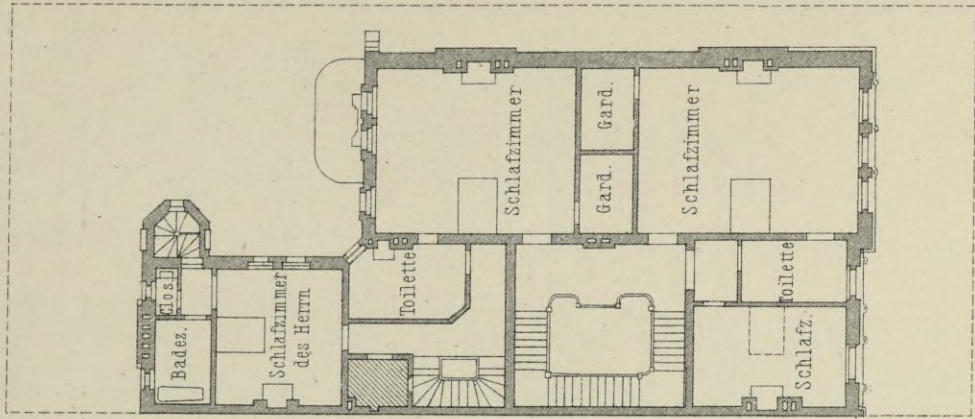 Schlafzimmer
Gard.
Gard.
Schlafzimmer
Toilette
Toilette
Clos.
Badez.
Schlafzimmer
des Herrn
Schlafz.